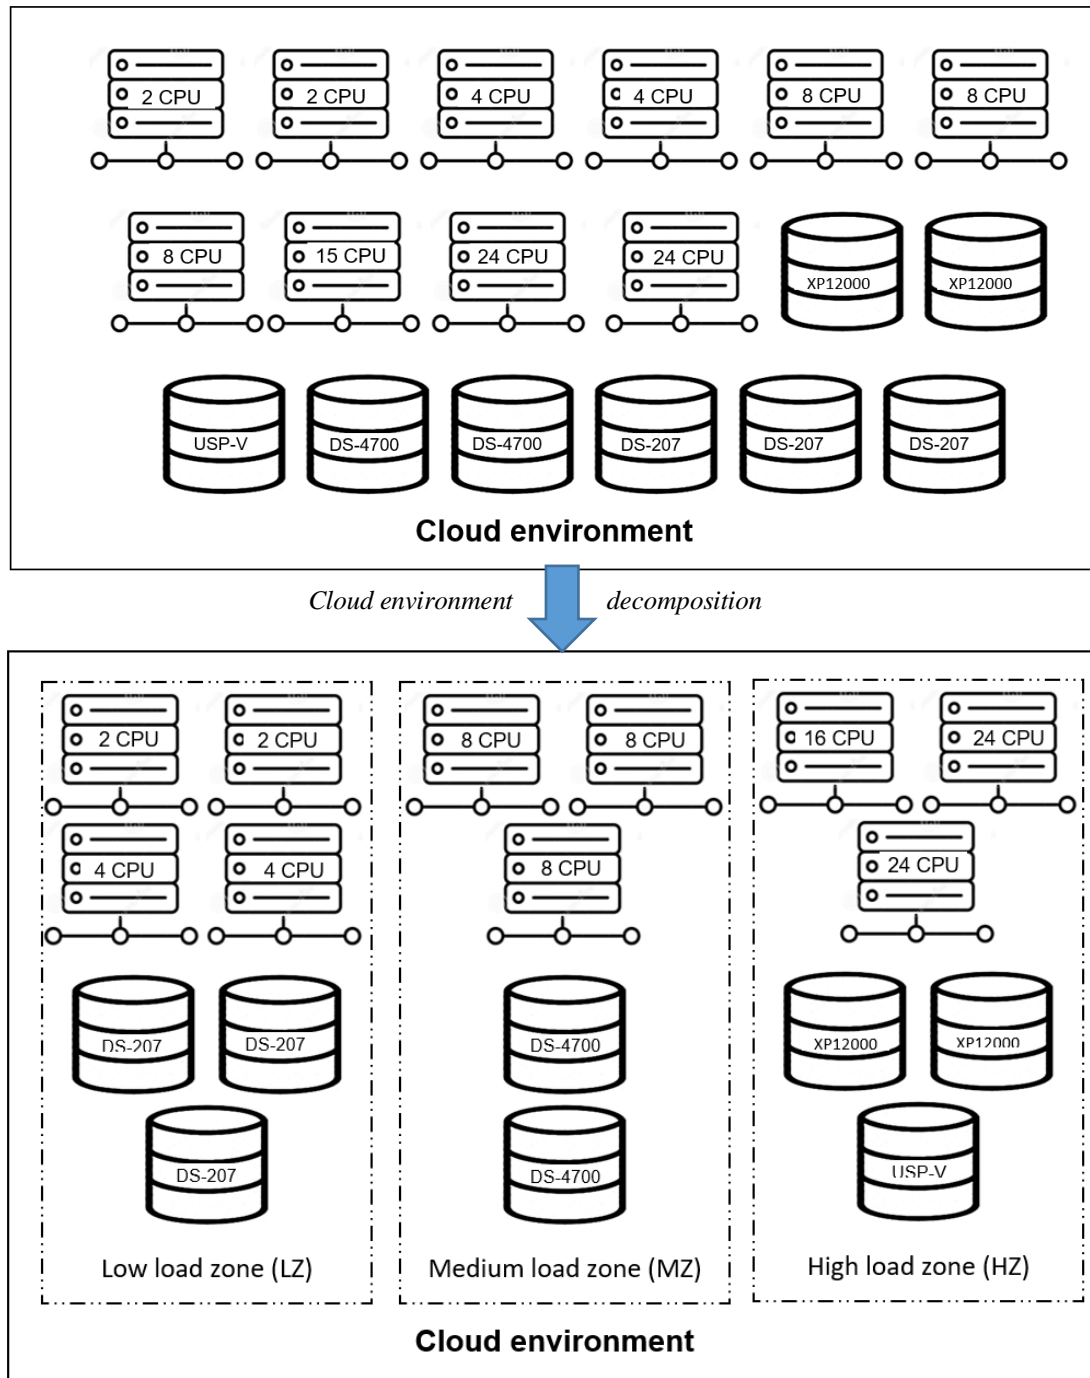 2 CPU 2 CPU 4 CPU 4 CPU 8 CPU 8 CPU
8 CPU 15 CPU 24 CPU 24 CPU XP12000 XP12000
USP-V DS-4700 DS-4700 DS-207 DS-207 DS-207
Cloud environment
Cloud environment decomposition
2 CPU 2 CPU
4 CPU 4 CPU
DS-207 DS-207
DS-207
Low load zone (LZ)
8 CPU 8 CPU
8 CPU
DS-4700
DS-4700
Medium load zone (MZ)
16 CPU 24 CPU
24 CPU
XP12000 XP12000
USP-V
High load zone (HZ)
Cloud environment